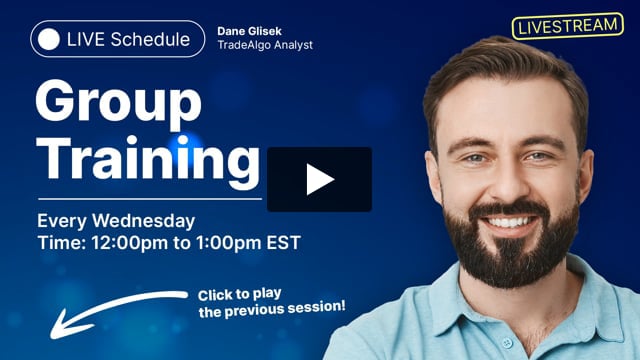 LIVE Schedule
Dane Glisek
TradeAlgo Analyst
LIVESTREAM
Group
Training
Every Wednesday
Time: 12:00pm to 1:00pm EST
Click to play
the previous session!